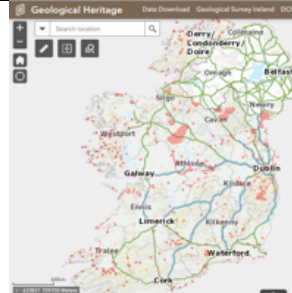 Geological Heritage Data Download Geological Survey Ireland
Search location
Derry/
Londonderry/
Doire
Coleraine
Omagh
Belfast
Sligo
Newry
Cavan
Westport
Athlone
Dublin
Galway
Kildare
Ennis
Limerick
Kilkenny
Tralee
Waterford
Cork